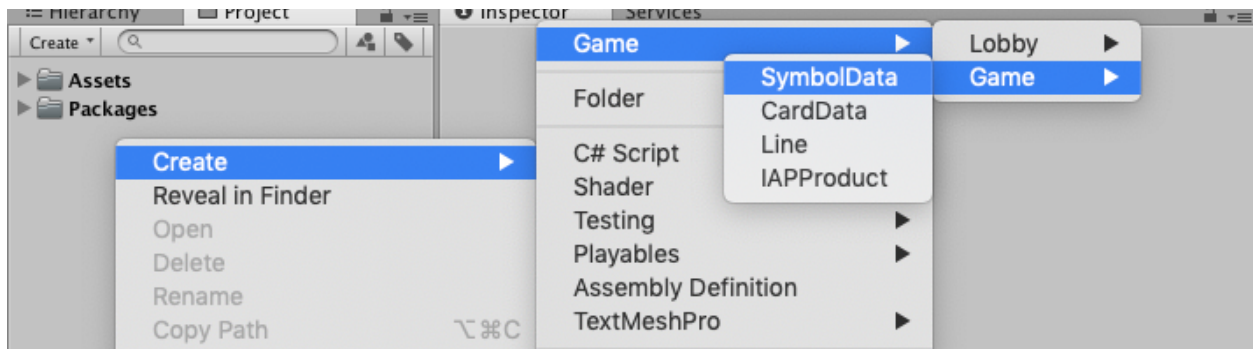 Hierarchy Project Inspector Services
Create
Assets
Packages
Create
Reveal in Finder
Open
Delete
Rename
Copy Path ⌥⌘C
Game
Folder
C# Script
Shader
Testing
Playables
Assembly Definition
TextMeshPro
Lobby
Game
SymbolData
CardData
Line
IAPProduct